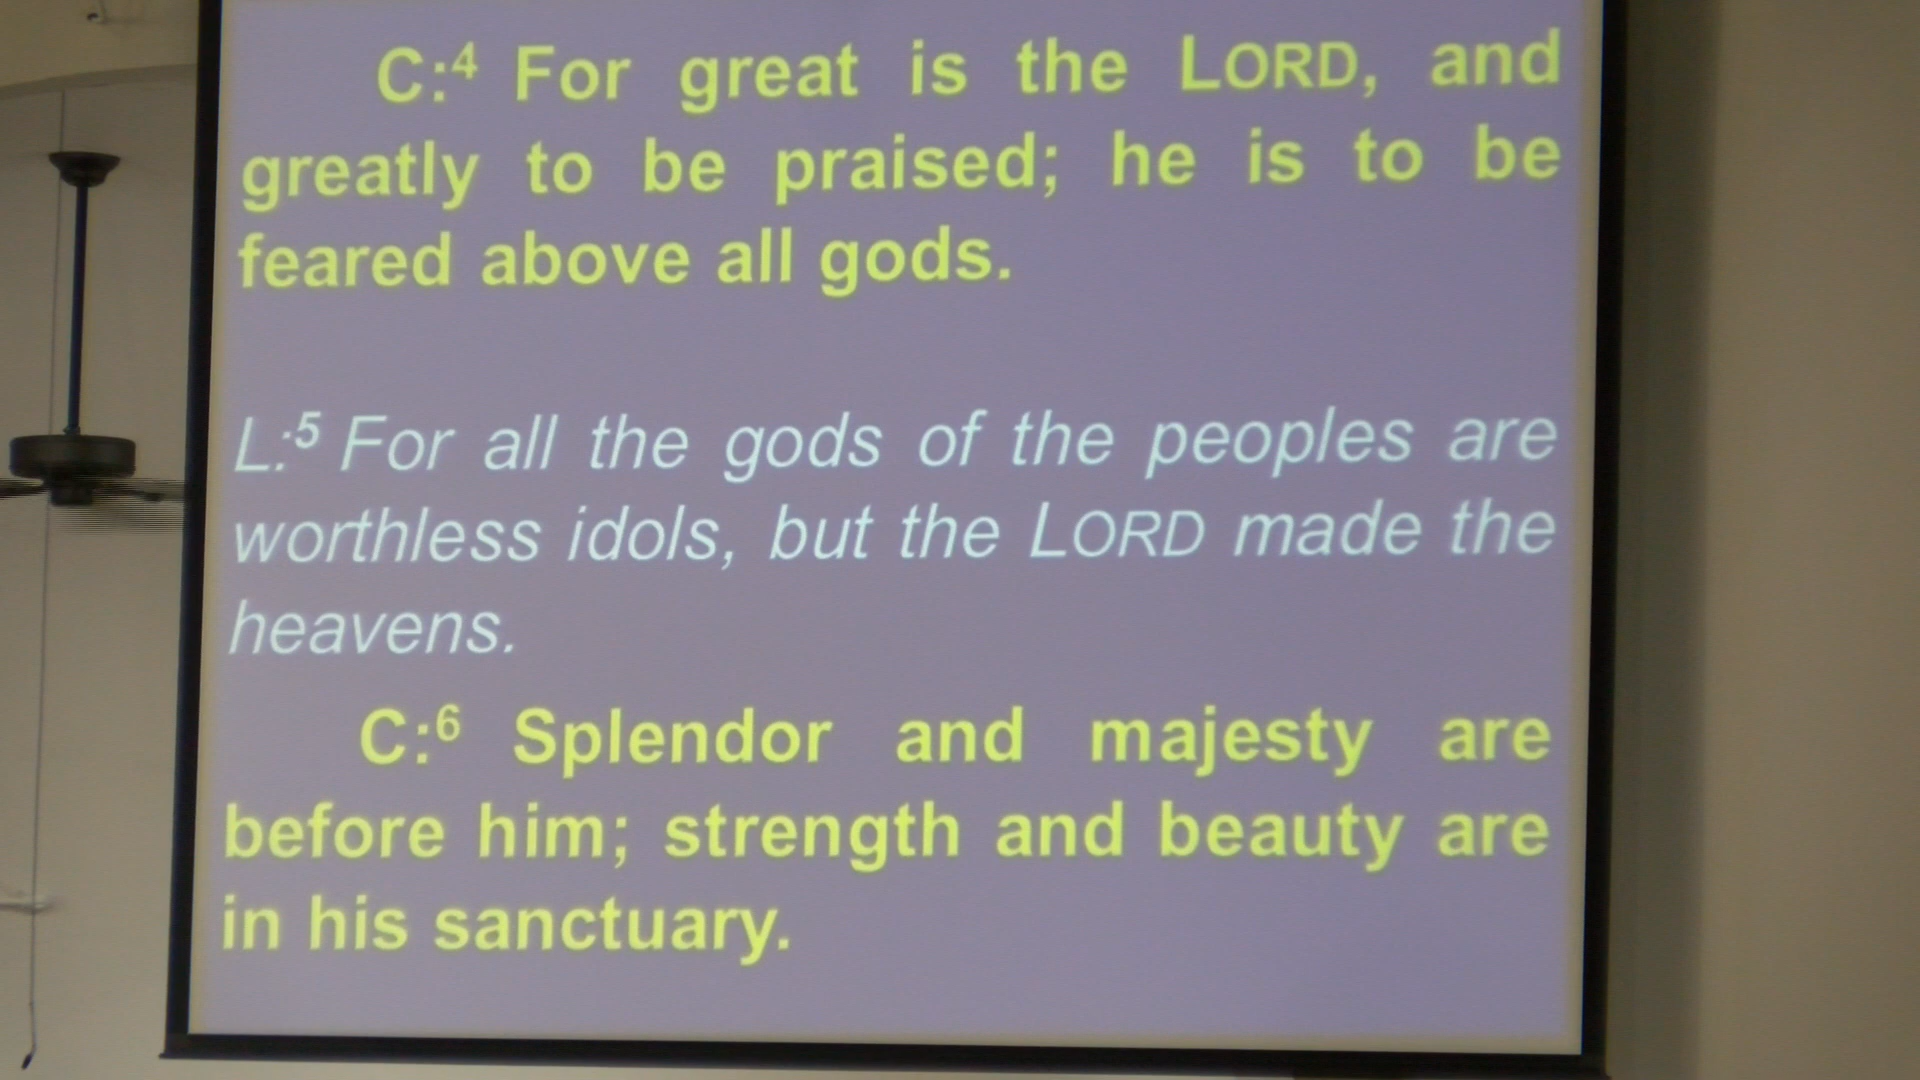 C:⁴ For great is the LORD, and
greatly to be praised; he is to be
feared above all gods.
L:⁵ For all the gods of the peoples are
worthless idols, but the LORD made the
heavens.
C:⁶ Splendor and majesty are
before him; strength and beauty are
in his sanctuary.